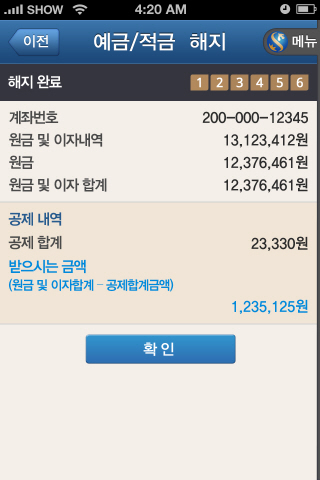 SHOW 4:20 AM
이전 예금/적금 해지 메뉴
해지 완료 1 2 3 4 5 6
계좌번호 200-000-12345
원금 및 이자내역 13,123,412원
원금 12,376,461원
원금 및 이자 합계 12,376,461원
공제 내역
공제 합계 23,330원
받으시는 금액
(원금 및 이자합계 - 공제합계금액)
1,235,125원
확인